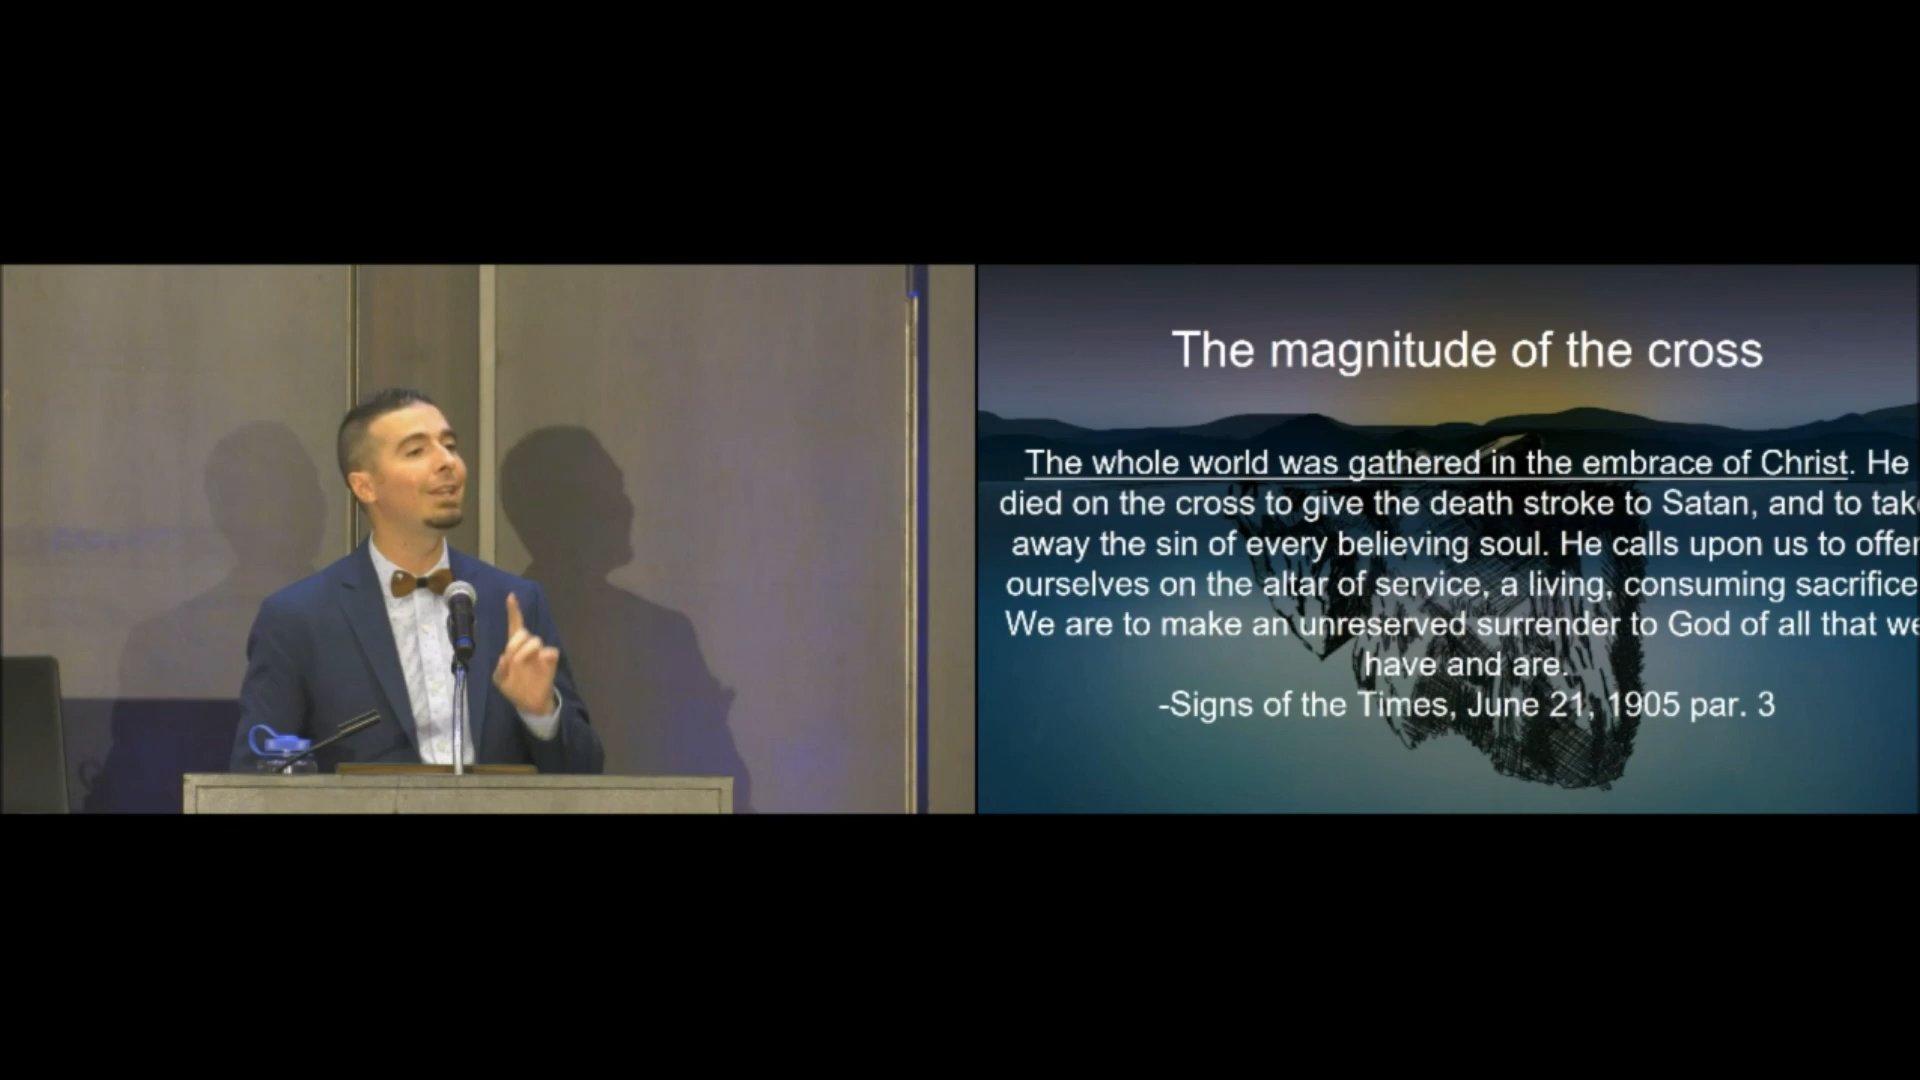 The magnitude of the cross
The whole world was gathered in the embrace of Christ. He
died on the cross to give the death stroke to Satan, and to tak
away the sin of every believing soul. He calls upon us to offer
ourselves on the altar of service, a living, consuming sacrifice
We are to make an unreserved surrender to God of all that we
have and are.
-Signs of the Times, June 21, 1905 par. 3